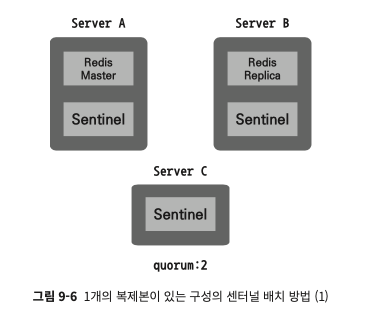 Server A
Server B
Redis
Master
Redis
Replica
Sentinel
Sentinel
Server C
Sentinel
quorum:2
그림 9-6 1개의 복제본이 있는 구성의 센터널 배치 방법 (1)